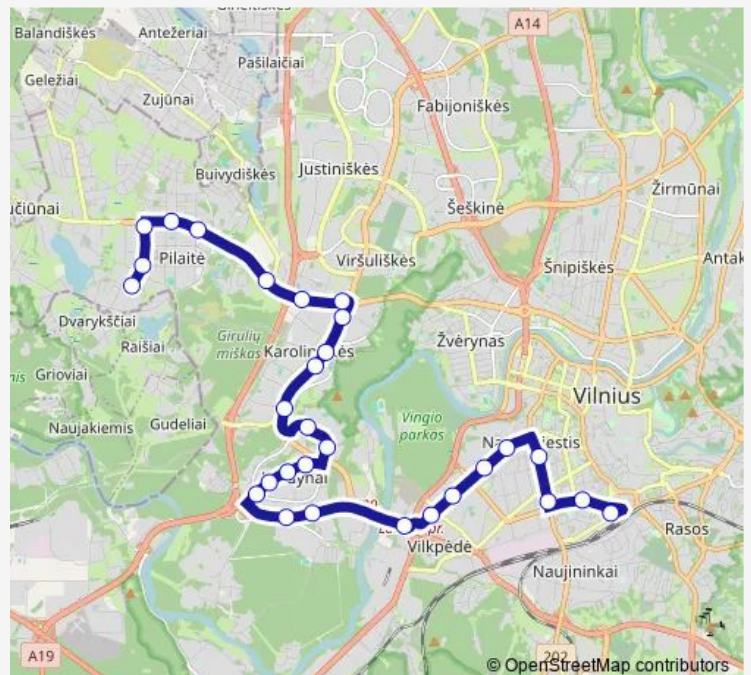 Balandiškės
Antežeriai
A14
Pašilaičiai
Geležiai
Zujūnai
Fabijoniškės
Buivydiškės
Justiniškės
Žirmūnai
Šeškinė
Pilaitė
Viršuliškės
Šnipiškės
Antak
Dvarykščiai
Girulių
miškas
Raišiai
Žvėrynas
Grioviai
Vilnius
Naujakiemis
Gudeliai
Vingio
parkas
Vilkpėdė
Rasos
Naujininkai
A19
202
© OpenStreetMap contributors